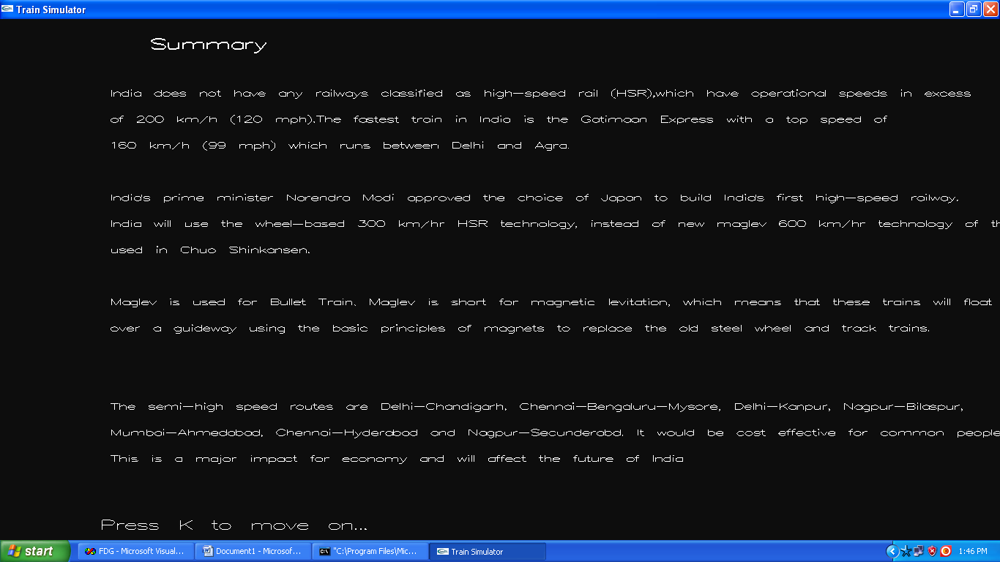 Train Simulator
Summary
India does not have any railways classified as high-speed rail (HSR),which have operational speeds in excess
of 200 km/h (120 mph).The fastest train in India is the Gatimaan Express with a top speed of
160 km/h (99 mph) which runs between Delhi and Agra.
India's prime minister Narendra Modi approved the choice of Japan to build India's first high-speed railway.
India will use the wheel-based 300 km/hr HSR technology, instead of new maglev 600 km/hr technology of th
used in Chuo Shinkansen.
Maglev is used for Bullet Train. Maglev is short for magnetic levitation, which means that these trains will float
over a guideway using the basic principles of magnets to replace the old steel wheel and track trains.
The semi-high speed routes are Delhi-Chandigarh, Chennai-Bengaluru-Mysore, Delhi-Kanpur, Nagpur-Bilaspur,
Mumbai-Ahmedabad, Chennai-Hyderabad and Nagpur-Secunderabd. It would be cost effective for common people
This is a major impact for economy and will affect the future of India
Press K to move on...
start
FDG - Microsoft Visual...
Document1 - Microsof...
"C:\Program Files\Mic...
Train Simulator
1:46 PM